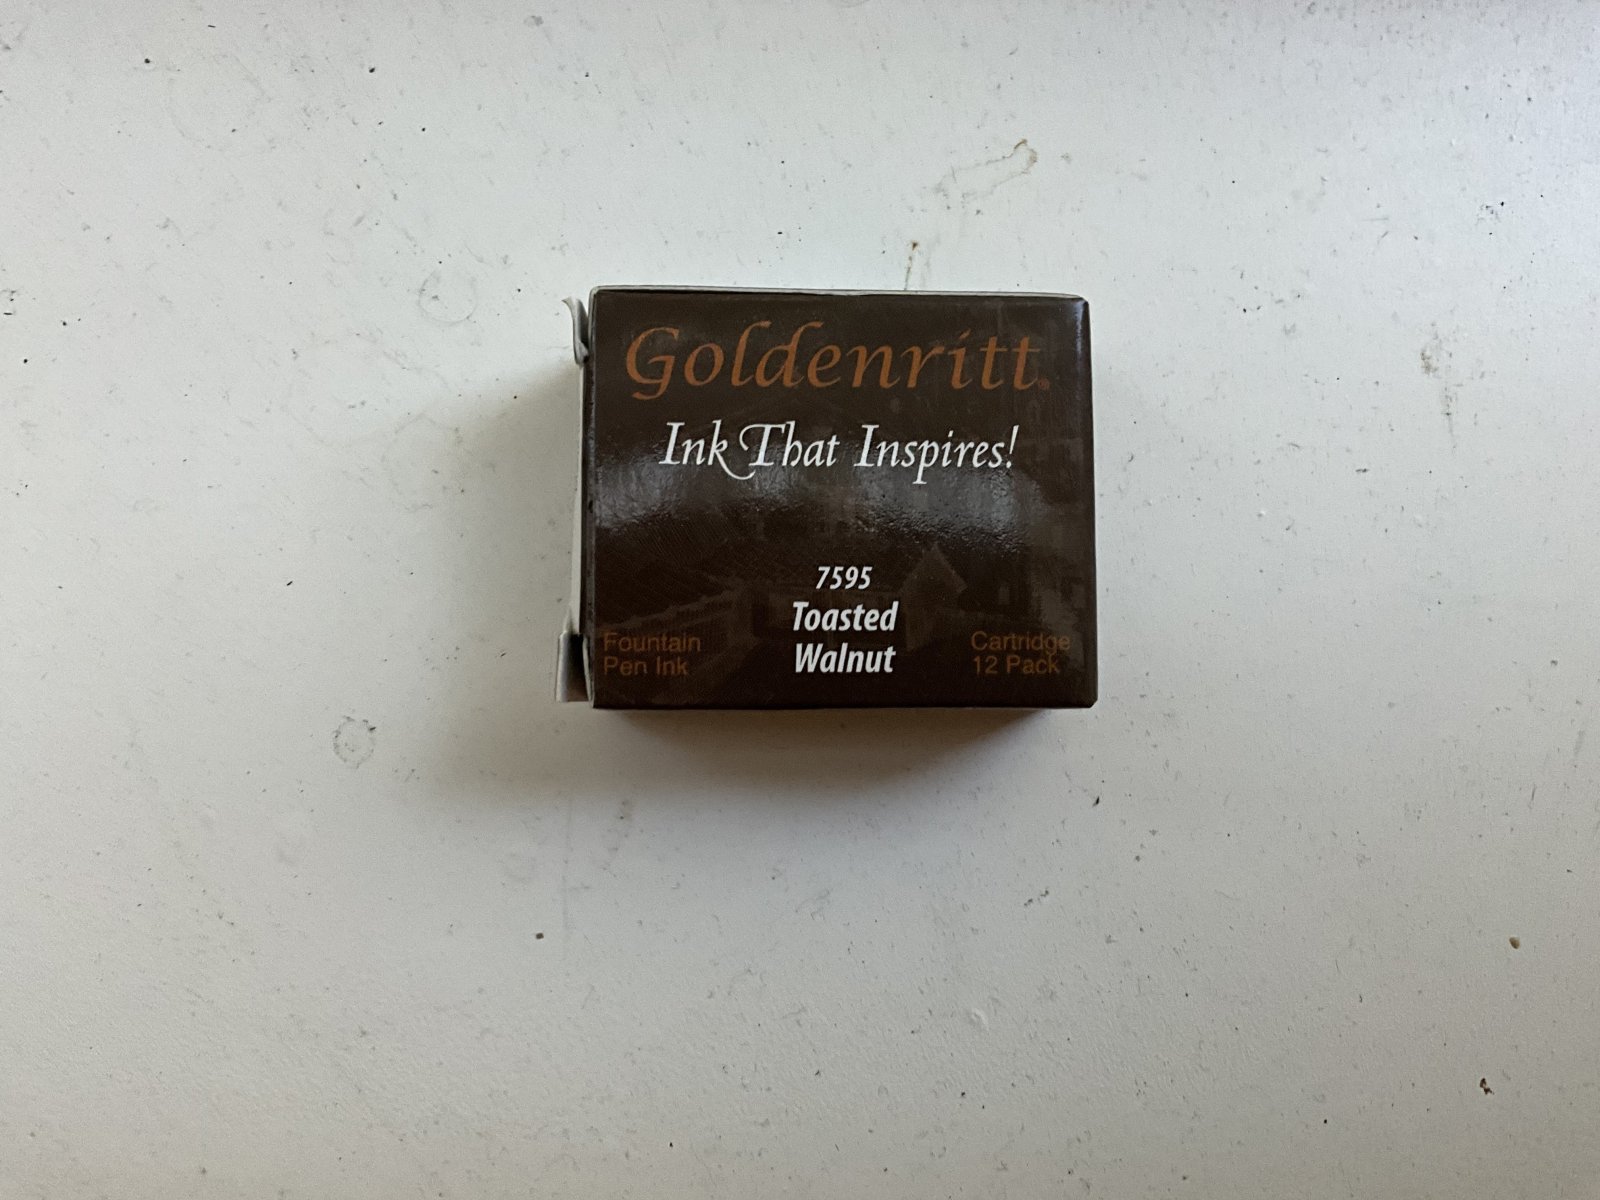 Goldenritt®
Ink That Inspires!
7595
Toasted
Walnut
Fountain
Pen Ink
Cartridge
12 Pack